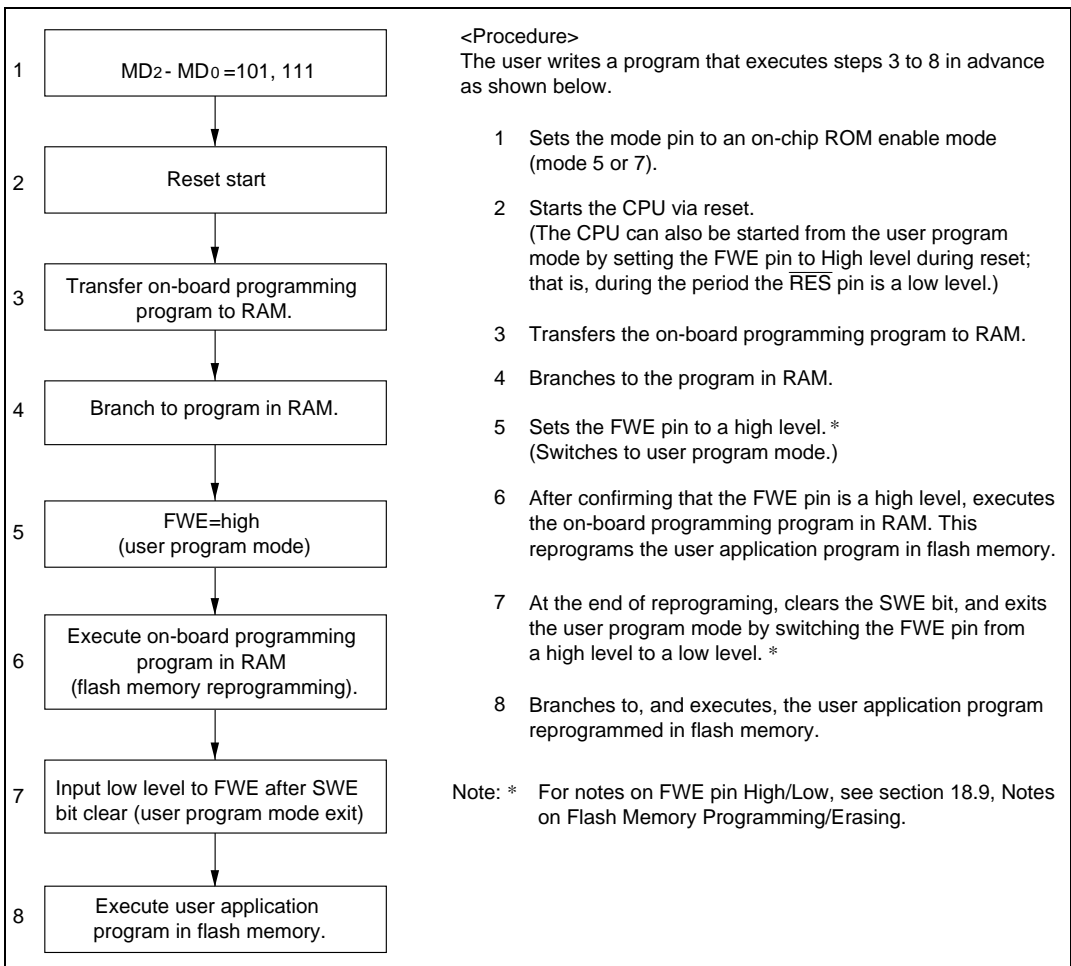 1
MD2 - MD0 =101, 111
2
Reset start
3
Transfer on-board programming
program to RAM.
4
Branch to program in RAM.
5
FWE=high
(user program mode)
6
Execute on-board programming
program in RAM
(flash memory reprogramming).
7
Input low level to FWE after SWE
bit clear (user program mode exit)
8
Execute user application
program in flash memory.
<Procedure>
The user writes a program that executes steps 3 to 8 in advance
as shown below.
1 Sets the mode pin to an on-chip ROM enable mode
(mode 5 or 7).
2 Starts the CPU via reset.
(The CPU can also be started from the user program
mode by setting the FWE pin to High level during reset;
that is, during the period the RES pin is a low level.)
3 Transfers the on-board programming program to RAM.
4 Branches to the program in RAM.
5 Sets the FWE pin to a high level. *
(Switches to user program mode.)
6 After confirming that the FWE pin is a high level, executes
the on-board programming program in RAM. This
reprograms the user application program in flash memory.
7 At the end of reprograming, clears the SWE bit, and exits
the user program mode by switching the FWE pin from
a high level to a low level. *
8 Branches to, and executes, the user application program
reprogrammed in flash memory.
Note: * For notes on FWE pin High/Low, see section 18.9, Notes
on Flash Memory Programming/Erasing.